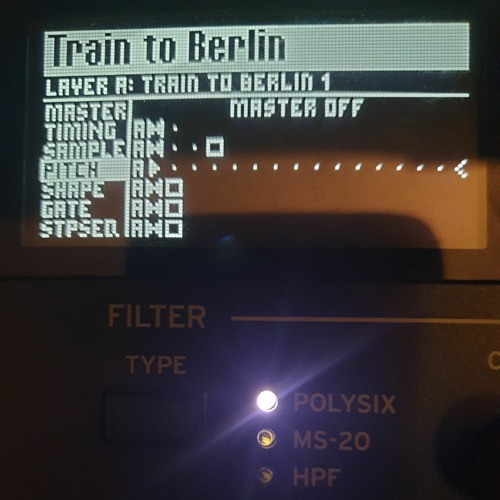 Train to Berlin
LAYER A: TRAIN TO BERLIN 1
MASTER MASTER OFF
TIMING
SAMPLE
PITCH
SHAPE
GATE
STPSEQ
FILTER
TYPE
POLYSIX
MS-20
HPF